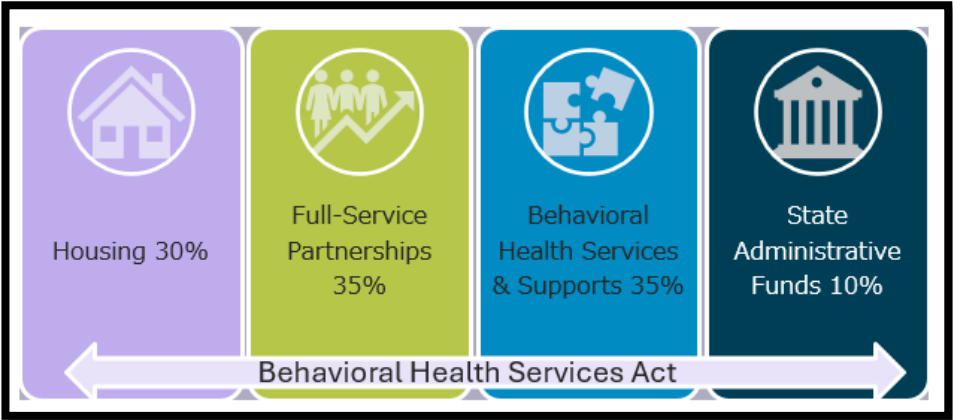 Housing 30%
Full-Service
Partnerships
35%
Behavioral
Health Services
& Supports 35%
State
Administrative
Funds 10%
Behavioral Health Services Act